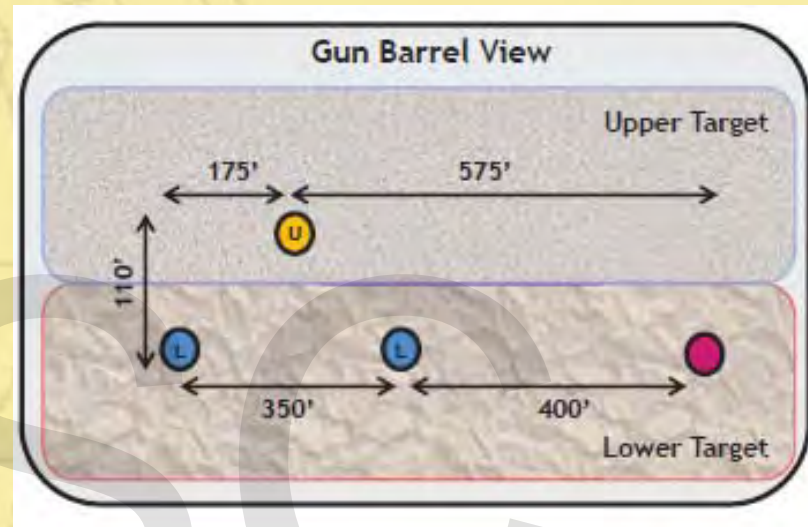 Gun Barrel View
Upper Target
175’
575’
U
110’
L
L
350’
400’
Lower Target